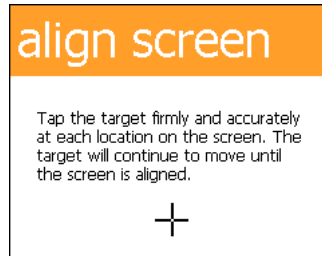 align screen
Tap the target firmly and accurately
at each location on the screen. The
target will continue to move until
the screen is aligned.